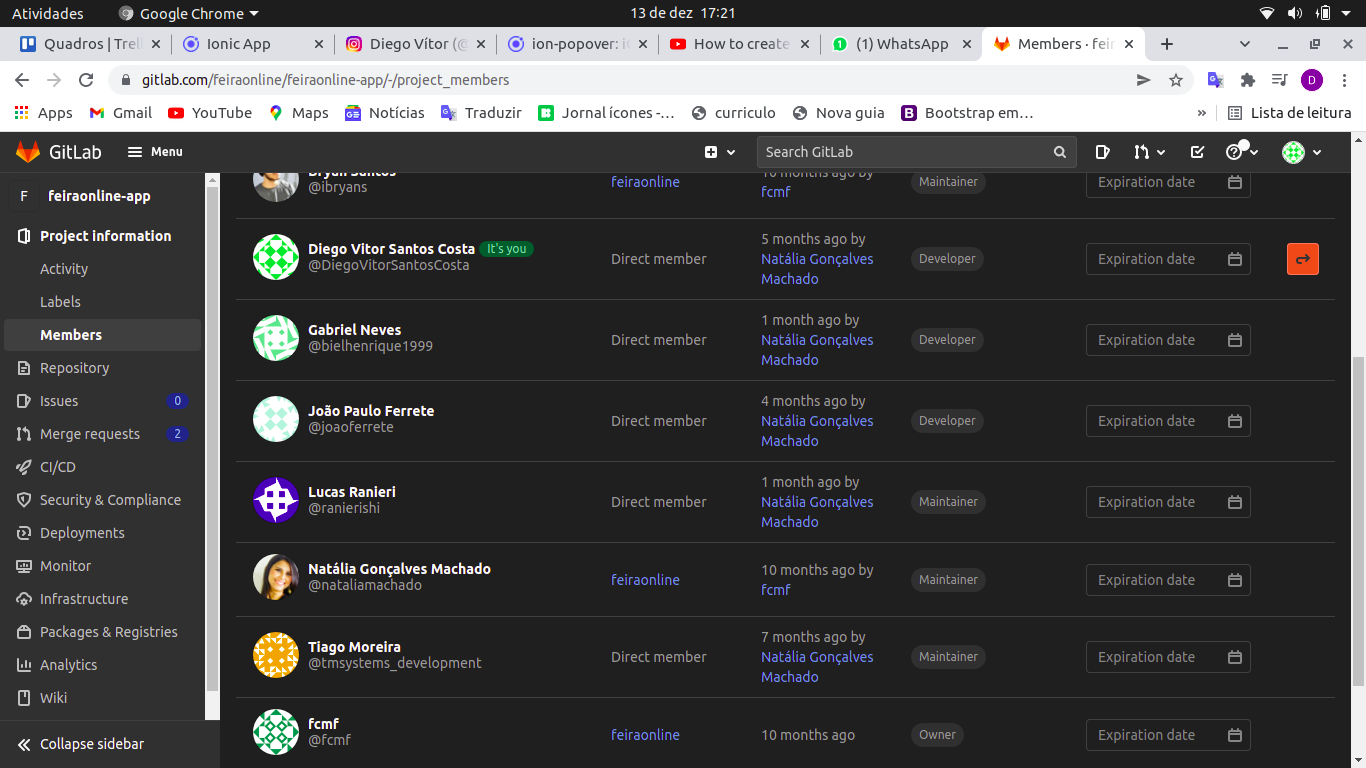 Atividades
Google Chrome
13 de dez 17:21
Quadros | Trell
Ionic App
Diego Vítor (@
ion-popover: iO
How to create
(1) WhatsApp
Members · feir
gitlab.com/feiraonline/feiraonline-app/-/project_members
D
Apps
Gmail
YouTube
Maps
Notícias
Traduzir
Jornal ícones -...
curriculo
Nova guia
Bootstrap em...
»
Lista de leitura
GitLab
Menu
Search GitLab
F
feiraonline-app
Project information
Activity
Labels
Members
Repository
Issues
0
Merge requests
2
CI/CD
Security & Compliance
Deployments
Monitor
Infrastructure
Packages & Registries
Analytics
Wiki
Collapse sidebar
Bryan Santos
@ibryans
feiraonline
10 months ago by
fcmf
Maintainer
Expiration date
Diego Vitor Santos Costa
It's you
@DiegoVitorSantosCosta
Direct member
5 months ago by
Natália Gonçalves
Machado
Developer
Expiration date
Gabriel Neves
@bielhenrique1999
Direct member
1 month ago by
Natália Gonçalves
Machado
Developer
Expiration date
João Paulo Ferrete
@joaoferrete
Direct member
4 months ago by
Natália Gonçalves
Machado
Developer
Expiration date
Lucas Ranieri
@ranierishi
Direct member
1 month ago by
Natália Gonçalves
Machado
Maintainer
Expiration date
Natália Gonçalves Machado
@nataliamachado
feiraonline
10 months ago by
fcmf
Maintainer
Expiration date
Tiago Moreira
@tmsystems_development
Direct member
7 months ago by
Natália Gonçalves
Machado
Maintainer
Expiration date
fcmf
@fcmf
feiraonline
10 months ago
Owner
Expiration date